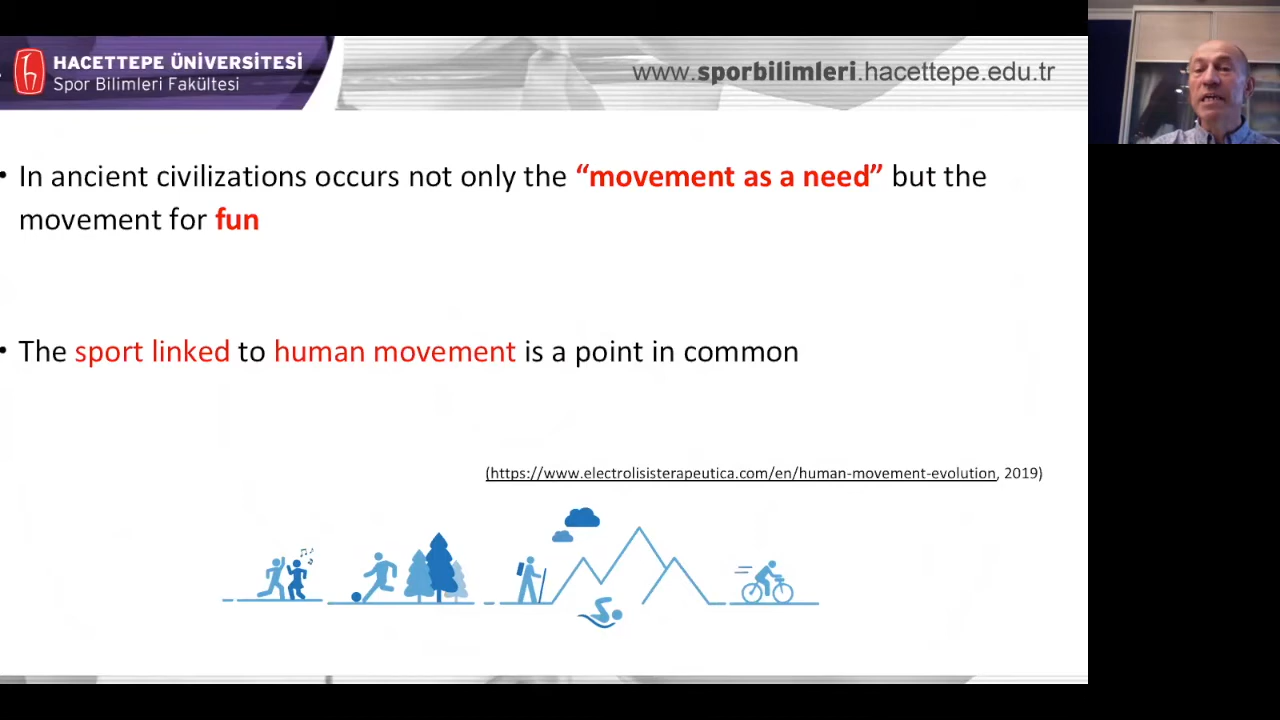 HACETTEPE ÜNİVERSİTESİ
Spor Bilimleri Fakültesi
www.sporbilimleri.hacettepe.edu.tr
• In ancient civilizations occurs not only the “movement as a need” but the
movement for fun
• The sport linked to human movement is a point in common
(https://www.electrolisisterapeutica.com/en/human-movement-evolution, 2019)